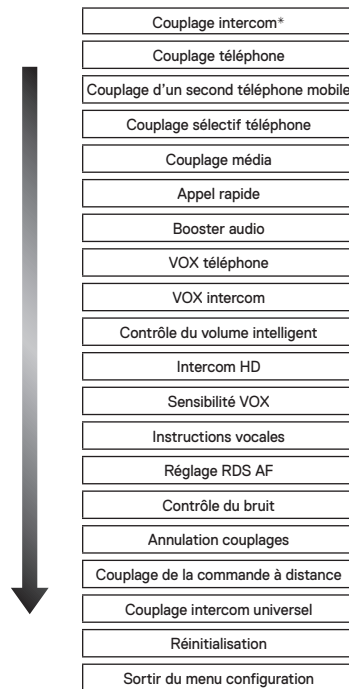 Couplage intercom*
Couplage téléphone
Couplage d'un second téléphone mobile
Couplage sélectif téléphone
Couplage média
Appel rapide
Booster audio
VOX téléphone
VOX intercom
Contrôle du volume intelligent
Intercom HD
Sensibilité VOX
Instructions vocales
Réglage RDS AF
Contrôle du bruit
Annulation couplages
Couplage de la commande à distance
Couplage intercom universel
Réinitialisation
Sortir du menu configuration